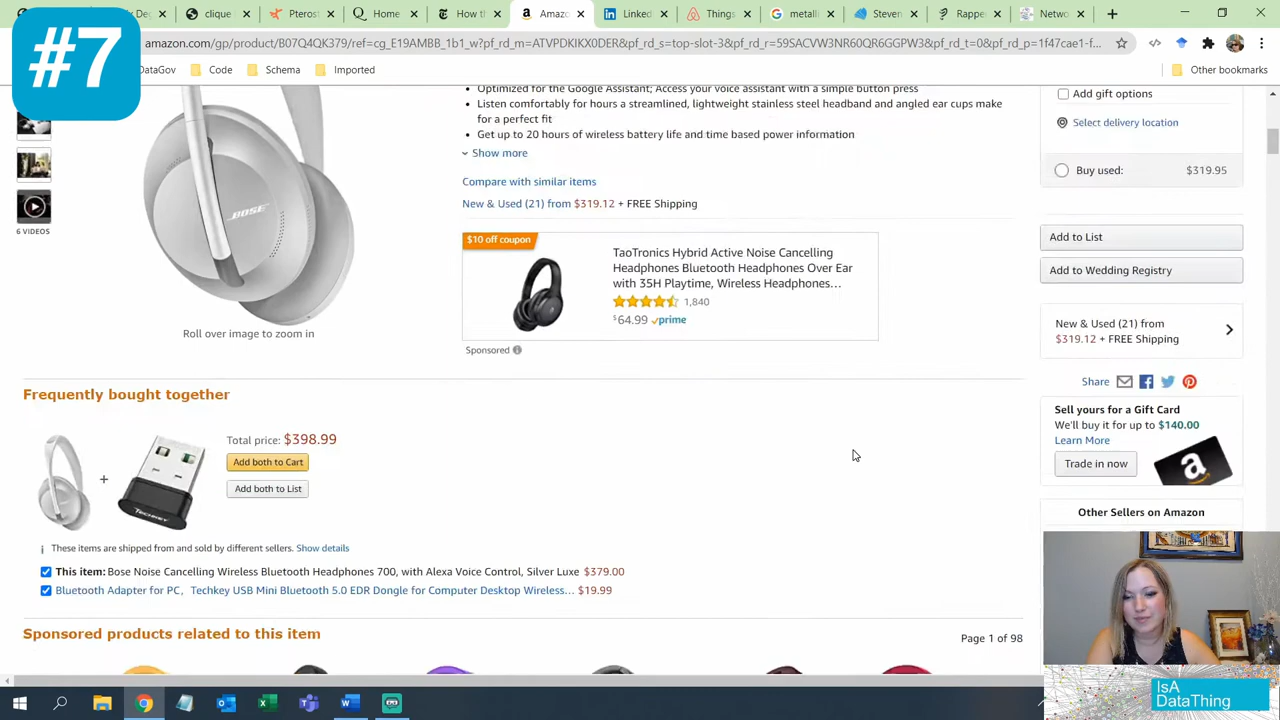 #7
clique
Pteros
Home
How t
Amazo
Linked
Things
metalli
Steven
Rapper
Netwo
amazon.com/gp/product/B07Q4QK379/ref=cg_E19AMBB_1b1_w?pf_rd_m=ATVPDKIKX0DER&pf_rd_s=top-slot-3&pf_rd_r=59SACVW3NR60QR6GGPW3&pf_rd_t=0&pf_rd_p=1f47cae1-f...
DataGov
Code
Schema
Imported
Other bookmarks
Optimized for the Google Assistant; Access your voice assistant with a simple button press
Listen comfortably for hours a streamlined, lightweight stainless steel headband and angled ear cups make
for a perfect fit
Get up to 20 hours of wireless battery life and time based power information
Show more
Compare with similar items
New & Used (21) from $319.12 + FREE Shipping
BOSE
6 VIDEOS
Roll over image to zoom in
$10 off coupon
TaoTronics Hybrid Active Noise Cancelling
Headphones Bluetooth Headphones Over Ear
with 35H Playtime, Wireless Headphones...
1,840
$64.99 prime
Sponsored
Add gift options
Select delivery location
Buy used: $319.95
Add to List
Add to Wedding Registry
New & Used (21) from
$319.12 + FREE Shipping
Share
Sell yours for a Gift Card
We'll buy it for up to $140.00
Learn More
Trade in now
a
Other Sellers on Amazon
Frequently bought together
+
TECHKEY
Total price: $398.99
Add both to Cart
Add both to List
These items are shipped from and sold by different sellers. Show details
This item: Bose Noise Cancelling Wireless Bluetooth Headphones 700, with Alexa Voice Control, Silver Luxe $379.00
Bluetooth Adapter for PC, Techkey USB Mini Bluetooth 5.0 EDR Dongle for Computer Desktop Wireless... $19.99
Sponsored products related to this item
Page 1 of 98
IsA
DataThing